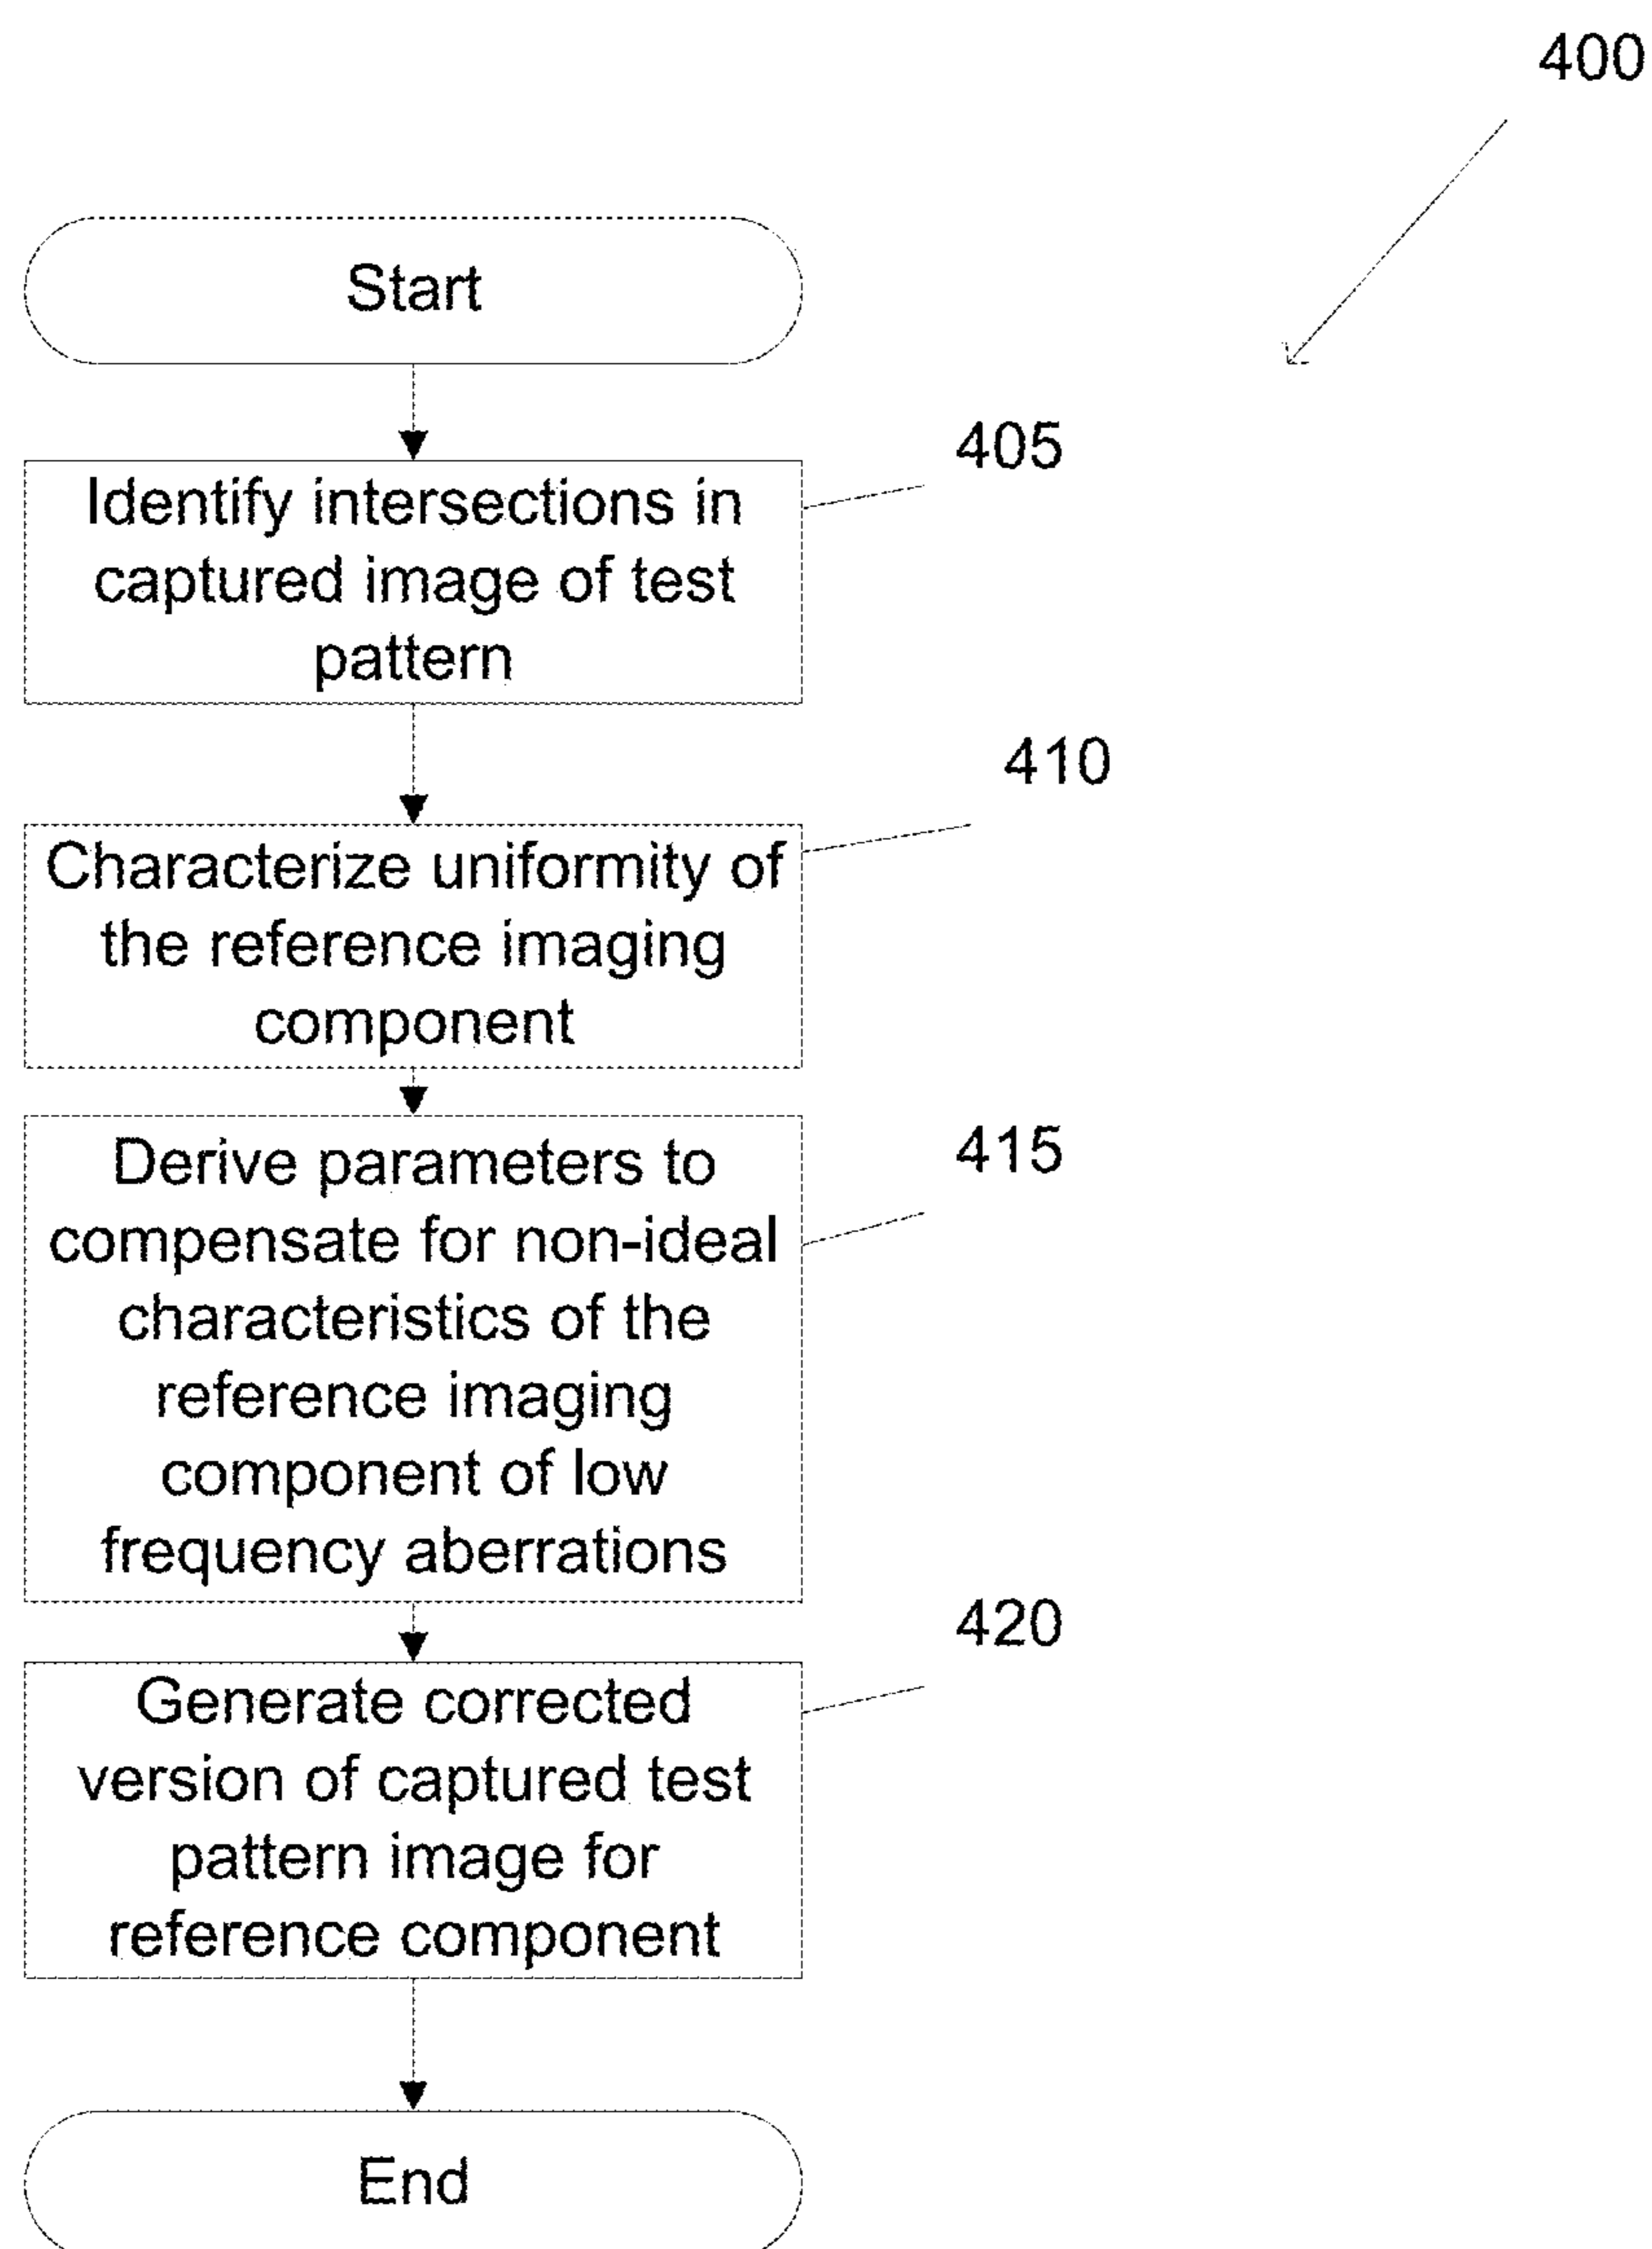 400
Start
405
Identify intersections in
captured image of test
pattern
410
Characterize uniformity of
the reference imaging
component
415
Derive parameters to
compensate for non-ideal
characteristics of the
reference imaging
component of low
frequency aberrations
420
Generate corrected
version of captured test
pattern image for
reference component
End